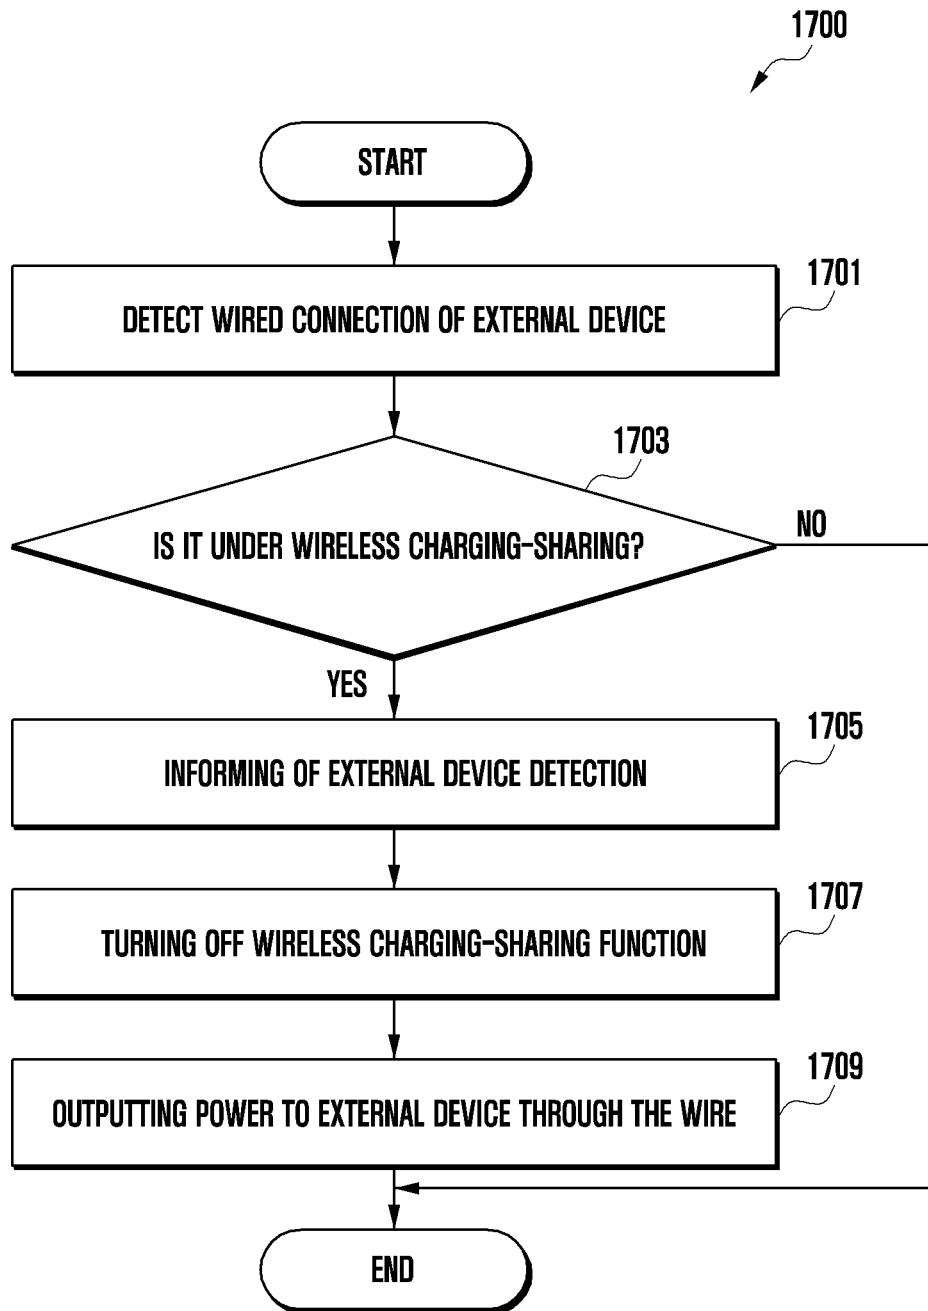 1700
START
1701
DETECT WIRED CONNECTION OF EXTERNAL DEVICE
1703
IS IT UNDER WIRELESS CHARGING-SHARING?
NO
YES
1705
INFORMING OF EXTERNAL DEVICE DETECTION
1707
TURNING OFF WIRELESS CHARGING-SHARING FUNCTION
1709
OUTPUTTING POWER TO EXTERNAL DEVICE THROUGH THE WIRE
END